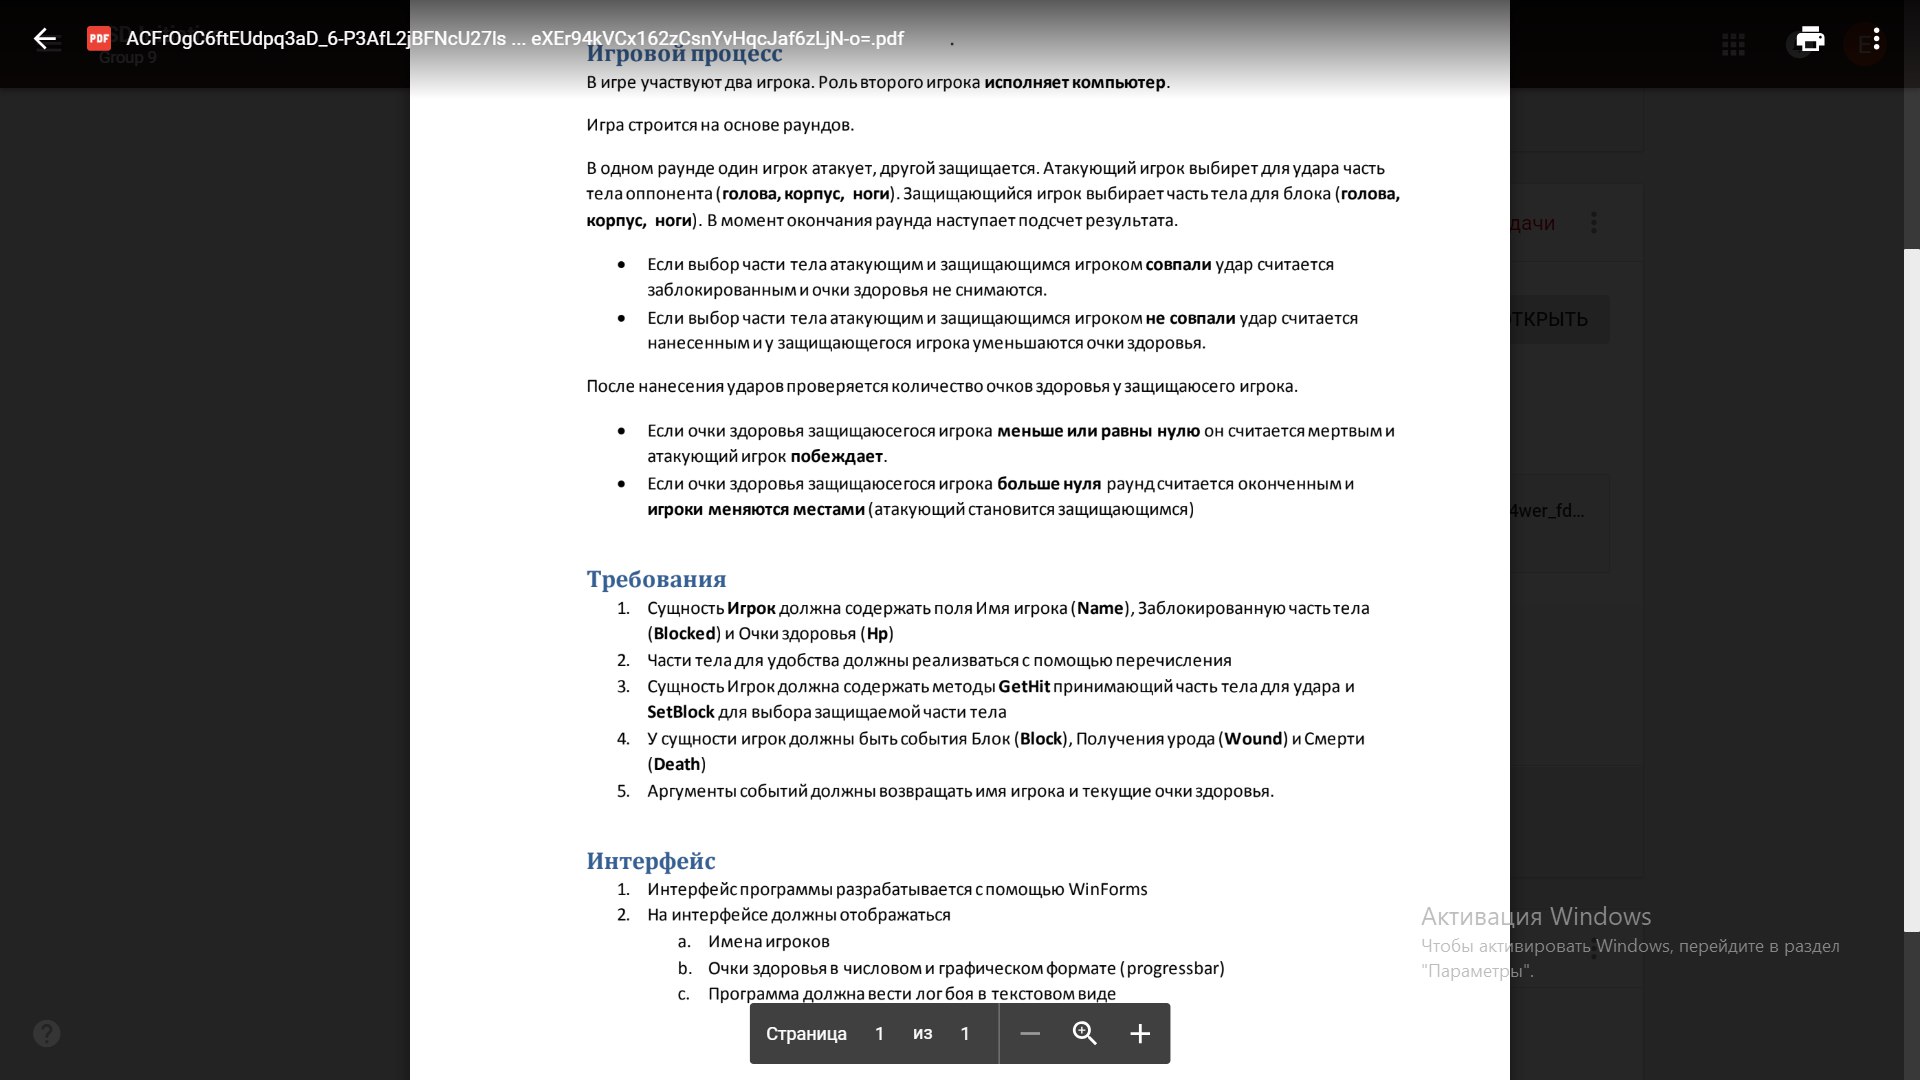 ACFrOgC6ftEUdpq3aD_6-P3AfL2jBFNcU27ls ... eXEr94kVCx162zCsnYvHqcJaf6zLjN-o=.pdf
Group 9
E
Игровой процесс
В игре участвуют два игрока. Роль второго игрока исполняет компьютер.
Игра строится на основе раундов.
В одном раунде один игрок атакует, другой защищается. Атакующий игрок выбирет для удара часть
тела оппонента (голова, корпус, ноги). Защищающийся игрок выбирает часть тела для блока (голова,
корпус, ноги). В момент окончания раунда наступает подсчет результата.
• Если выбор части тела атакующим и защищающимся игроком совпали удар считается
заблокированным и очки здоровья не снимаются.
• Если выбор части тела атакующим и защищающимся игроком не совпали удар считается
нанесенным и у защищающегося игрока уменьшаются очки здоровья.
После нанесения ударов проверяется количество очков здоровья у защищаюсего игрока.
• Если очки здоровья защищаюсегося игрока меньше или равны нулю он считается мертвым и
атакующий игрок побеждает.
• Если очки здоровья защищаюсегося игрока больше нуля раунд считается оконченным и
игроки меняются местами (атакующий становится защищающимся)
Требования
1. Сущность Игрок должна содержать поля Имя игрока (Name), Заблокированную часть тела
(Blocked) и Очки здоровья (Hp)
2. Части тела для удобства должны реализваться с помощью перечисления
3. Сущность Игрок должна содержать методы GetHit принимающий часть тела для удара и
SetBlock для выбора защищаемой части тела
4. У сущности игрок должны быть события Блок (Block), Получения урода (Wound) и Смерти
(Death)
5. Аргументы событий должны возвращать имя игрока и текущие очки здоровья.
Интерфейс
1. Интерфейс программы разрабатывается с помощью WinForms
2. На интерфейсе должны отображаться
a. Имена игроков
b. Очки здоровья в числовом и графическом формате (progressbar)
c. Программа должна вести лог боя в текстовом виде
Страница 1 из 1
дачи
ТКРЫТЬ
4wer_fd...
Активация Windows
Чтобы активировать Windows, перейдите в раздел
"Параметры".